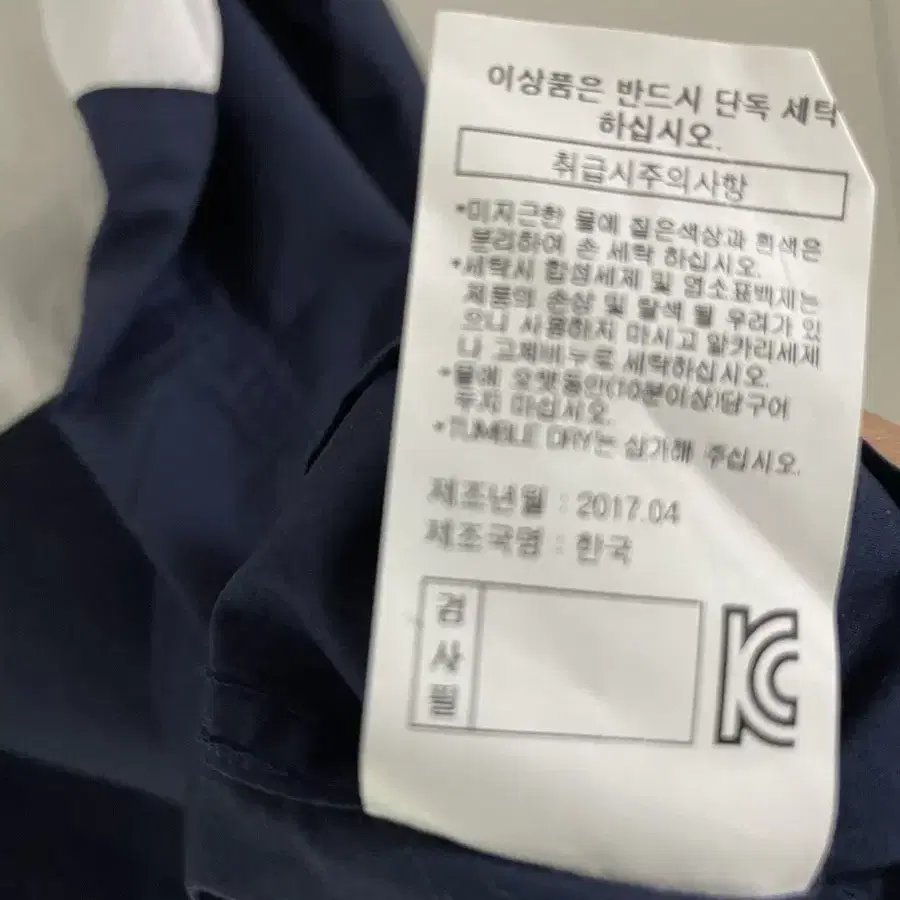 이상품은 반드시 단독 세탁
하십시오.
취급시주의사항
*미지근한 물에 짙은색상과 흰색은
분리하여 손 세탁 하십시오.
*세탁시 합성세제 및 염소표백제는
제품의 손상 및 탈색 될 우려가 있
으니 사용하지 마시고 알카리세제
나 고체비누로 세탁하십시오.
*물에 오랫동안(10분이상)담구어
두지 마십시오.
*TUMBLE DRY는 삼가해 주십시오.
제조년월 : 2017.04
제조국명 : 한국
검사필
KC